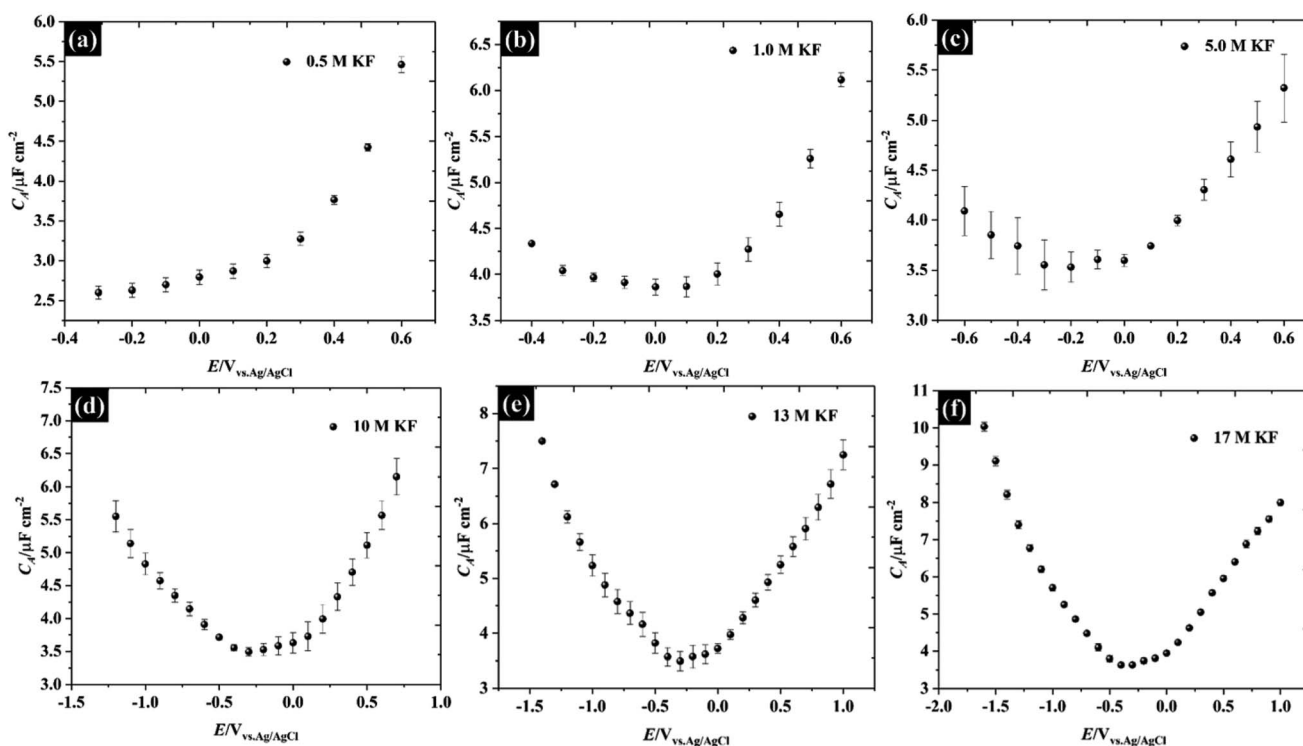 (a)
0.5 M KF
6.0
5.5
5.0
4.5
4.0
3.5
3.0
2.5
C_A/μF cm⁻²
-0.4 -0.2 0.0 0.2 0.4 0.6
E/V vs.Ag/AgCl
(b)
1.0 M KF
6.5
6.0
5.5
5.0
4.5
4.0
3.5
C_A/μF cm⁻²
-0.4 -0.2 0.0 0.2 0.4 0.6
E/V vs.Ag/AgCl
(c)
5.0 M KF
6.0
5.5
5.0
4.5
4.0
3.5
3.0
C_A/μF cm⁻²
-0.6 -0.4 -0.2 0.0 0.2 0.4 0.6
E/V vs.Ag/AgCl
(d)
10 M KF
7.5
7.0
6.5
6.0
5.5
5.0
4.5
4.0
3.5
3.0
C_A/μF cm⁻²
-1.5 -1.0 -0.5 0.0 0.5 1.0
E/V vs.Ag/AgCl
(e)
13 M KF
8
7
6
5
4
3
C_A/μF cm⁻²
-1.5 -1.0 -0.5 0.0 0.5 1.0
E/V vs.Ag/AgCl
(f)
17 M KF
11
10
9
8
7
6
5
4
3
C_A/μF cm⁻²
-2.0 -1.5 -1.0 -0.5 0.0 0.5 1.0
E/V vs.Ag/AgCl